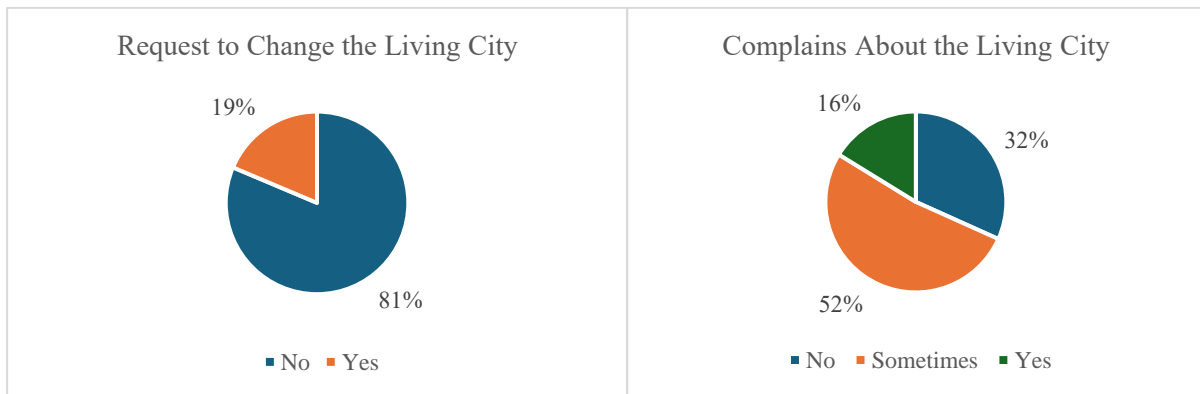 Request to Change the Living City
19%
81%
No Yes
Complains About the Living City
16%
32%
52%
No Sometimes Yes